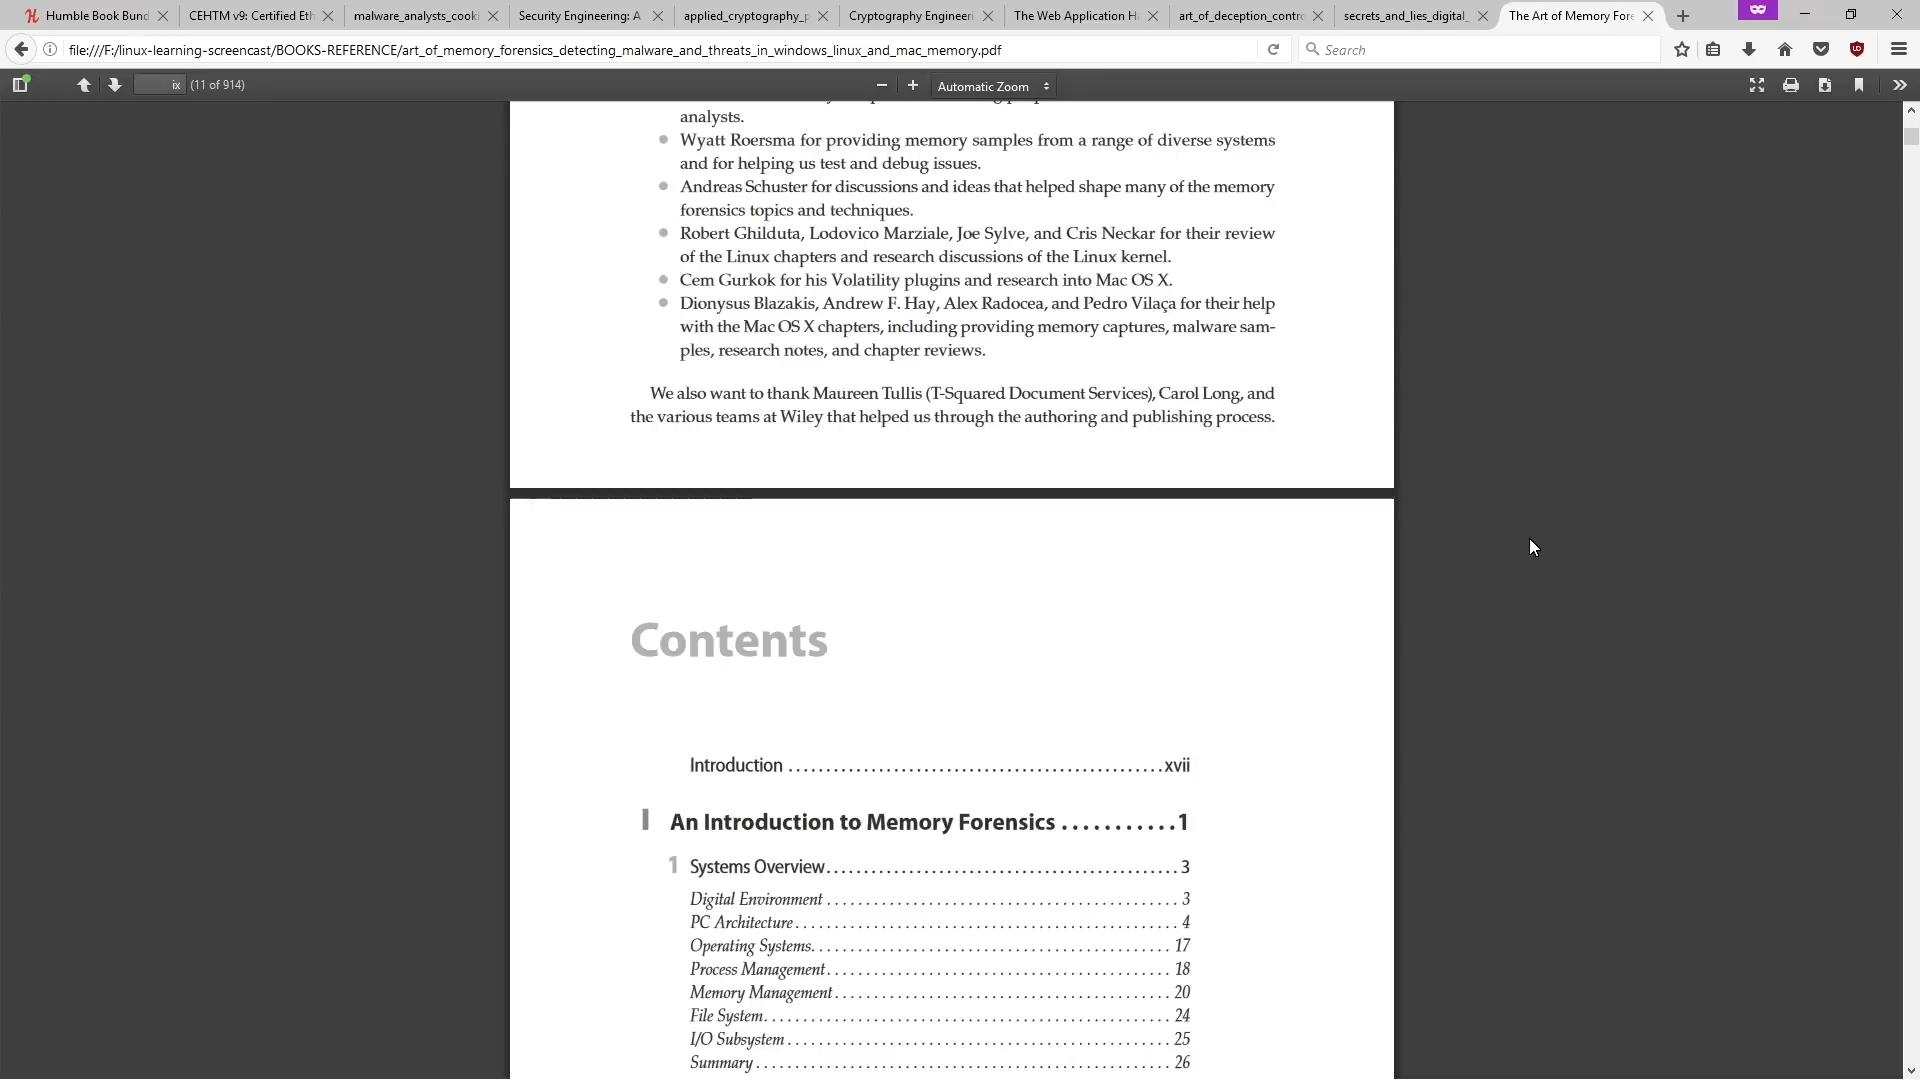 Humble Book Bund
CEHTM v9: Certified Eth
malware_analysts_cooki
Security Engineering: A
applied_cryptography_p
Cryptography Engineeri
The Web Application Ha
art_of_deception_contro
secrets_and_lies_digital_
The Art of Memory Fore
file:///F:/linux-learning-screencast/BOOKS-REFERENCE/art_of_memory_forensics_detecting_malware_and_threats_in_windows_linux_and_mac_memory.pdf
Search
ix (11 of 914)
Automatic Zoom
analysts.
Wyatt Roersma for providing memory samples from a range of diverse systems
and for helping us test and debug issues.
Andreas Schuster for discussions and ideas that helped shape many of the memory
forensics topics and techniques.
Robert Ghilduta, Lodovico Marziale, Joe Sylve, and Cris Neckar for their review
of the Linux chapters and research discussions of the Linux kernel.
Cem Gurkok for his Volatility plugins and research into Mac OS X.
Dionysus Blazakis, Andrew F. Hay, Alex Radocea, and Pedro Vilaça for their help
with the Mac OS X chapters, including providing memory captures, malware sam-
ples, research notes, and chapter reviews.
We also want to thank Maureen Tullis (T-Squared Document Services), Carol Long, and
the various teams at Wiley that helped us through the authoring and publishing process.
Contents
Introduction . . . . . . . . . . . . . . . . . . . . . . . . . . . . . . . . . . . . . . . . . . . . . . . . . .xvii
I An Introduction to Memory Forensics . . . . . . . . . . .1
1 Systems Overview. . . . . . . . . . . . . . . . . . . . . . . . . . . . . . . . . . . . . . . . . . . . . . 3
Digital Environment . . . . . . . . . . . . . . . . . . . . . . . . . . . . . . . . . . . . . 3
PC Architecture . . . . . . . . . . . . . . . . . . . . . . . . . . . . . . . . . . . . . . . . 4
Operating Systems. . . . . . . . . . . . . . . . . . . . . . . . . . . . . . . . . . . . . 17
Process Management . . . . . . . . . . . . . . . . . . . . . . . . . . . . . . . . . . . 18
Memory Management . . . . . . . . . . . . . . . . . . . . . . . . . . . . . . . . . . . 20
File System. . . . . . . . . . . . . . . . . . . . . . . . . . . . . . . . . . . . . . . . . 24
I/O Subsystem . . . . . . . . . . . . . . . . . . . . . . . . . . . . . . . . . . . . . . . 25
Summary . . . . . . . . . . . . . . . . . . . . . . . . . . . . . . . . . . . . . . . . . . 26